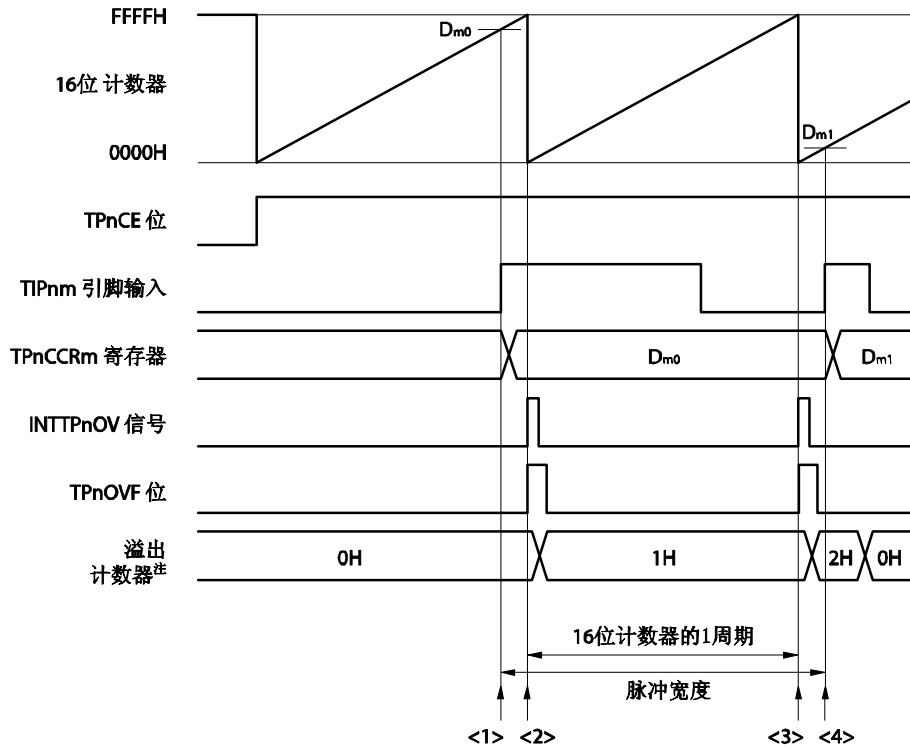 FFFFH
Dm0
16位 计数器
Dm1
0000H
TPnCE 位
TIPnm 引脚输入
TPnCCRm 寄存器
Dm0
Dm1
INTTPnOV 信号
TPnOVF 位
溢出
计数器注
0H
1H
2H
0H
16位计数器的1周期
脉冲宽度
<1>
<2>
<3>
<4>